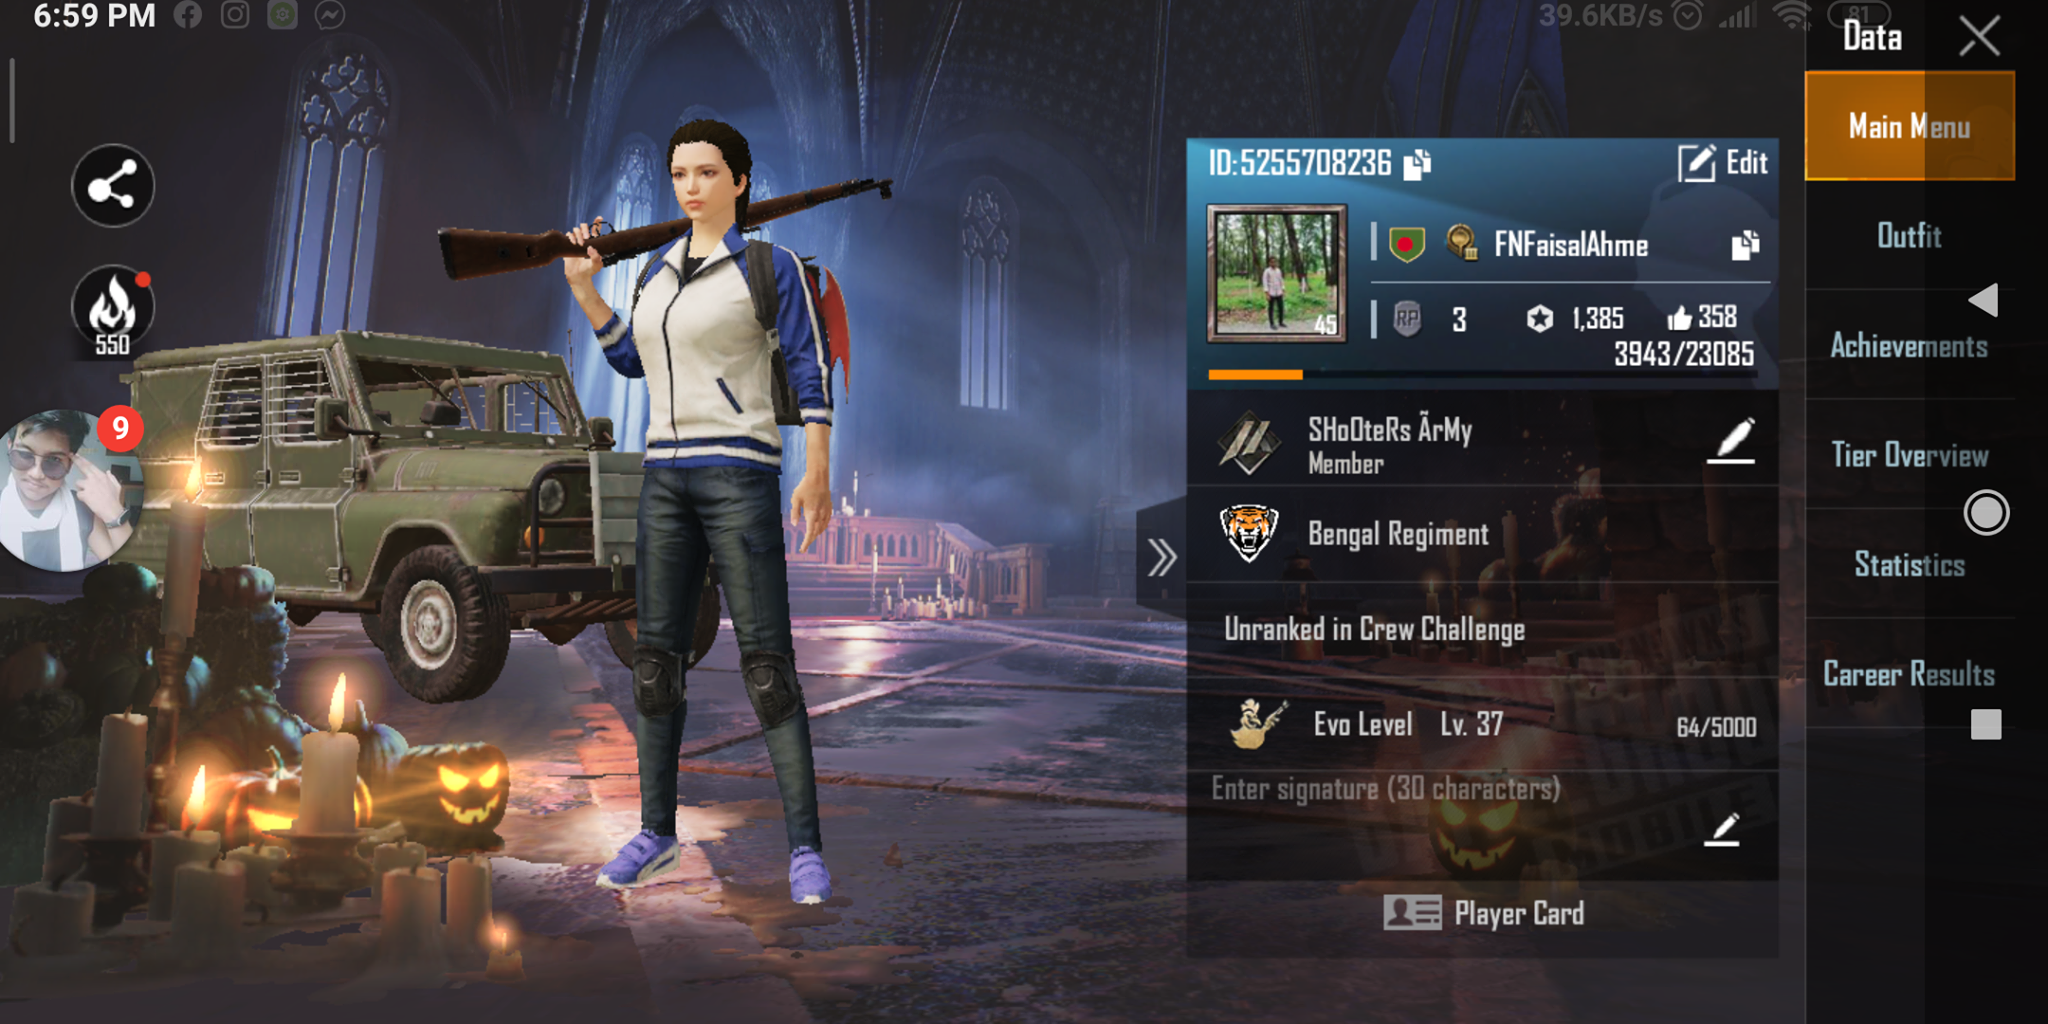 6:59 PM
39.6KB/s
81
Data
Main Menu
Outfit
Achievements
Tier Overview
Statistics
Career Results
550
9
ID:5255708236
Edit
45
FNFaisalAhme
RP 3 1,385 358
3943/23085
SHoOteRs ÃrMy
Member
Bengal Regiment
Unranked in Crew Challenge
Evo Level Lv. 37 64/5000
Enter signature (30 characters)
Player Card